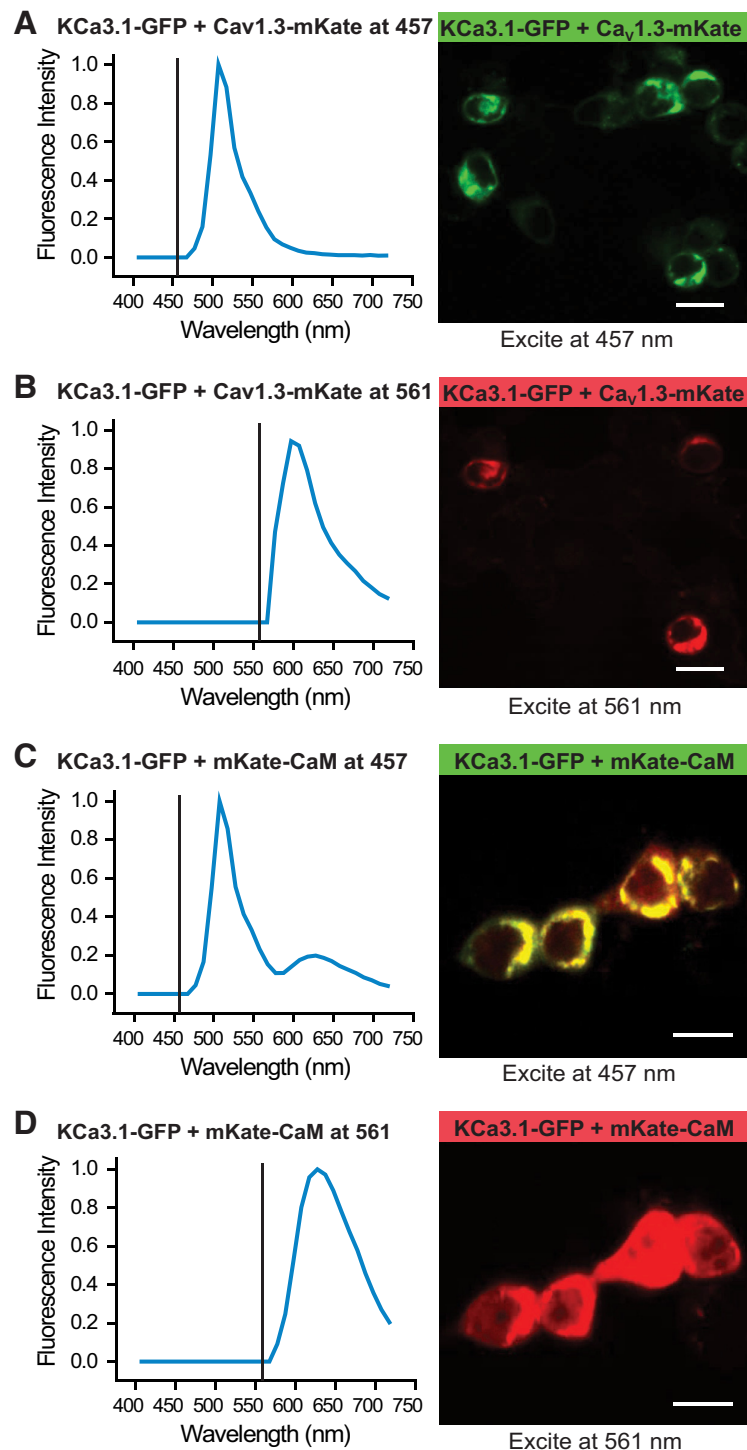 A
KCa3.1-GFP + Cav1.3-mKate at 457
KCa3.1-GFP + CaV1.3-mKate
Fluorescence Intensity
1.0
0.8
0.6
0.4
0.2
0.0
400 450 500 550 600 650 700 750
Wavelength (nm)
Excite at 457 nm
B
KCa3.1-GFP + Cav1.3-mKate at 561
KCa3.1-GFP + CaV1.3-mKate
Fluorescence Intensity
1.0
0.8
0.6
0.4
0.2
0.0
400 450 500 550 600 650 700 750
Wavelength (nm)
Excite at 561 nm
C
KCa3.1-GFP + mKate-CaM at 457
KCa3.1-GFP + mKate-CaM
Fluorescence Intensity
1.0
0.8
0.6
0.4
0.2
0.0
400 450 500 550 600 650 700 750
Wavelength (nm)
Excite at 457 nm
D
KCa3.1-GFP + mKate-CaM at 561
KCa3.1-GFP + mKate-CaM
Fluorescence Intensity
1.0
0.8
0.6
0.4
0.2
0.0
400 450 500 550 600 650 700 750
Wavelength (nm)
Excite at 561 nm